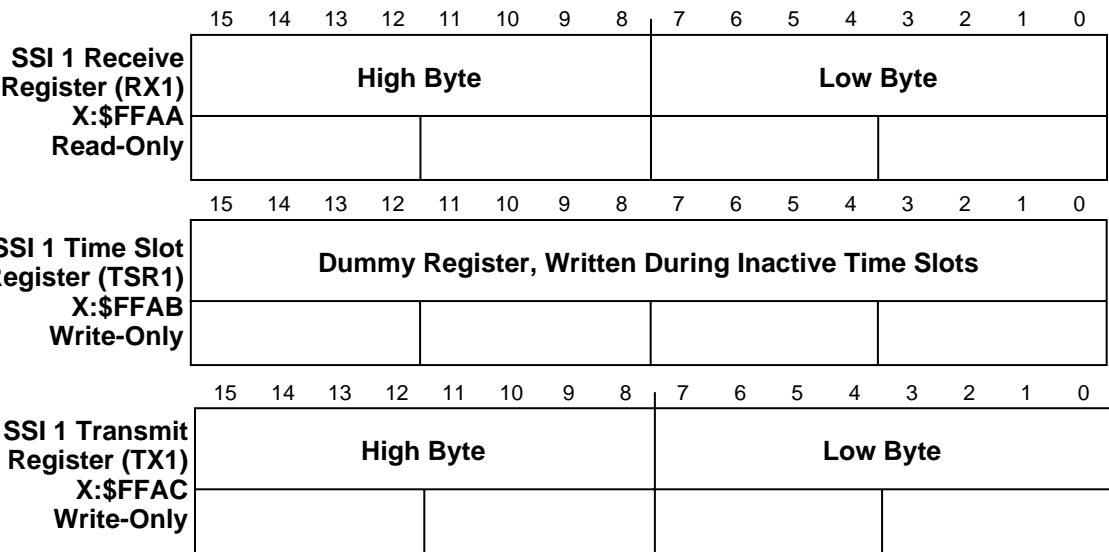 15 14 13 12 11 10 9 8 7 6 5 4 3 2 1 0
SSI 1 Receive
Register (RX1)
X:$FFAA
Read-Only
High Byte Low Byte
15 14 13 12 11 10 9 8 7 6 5 4 3 2 1 0
SSI 1 Time Slot
Register (TSR1)
X:$FFAB
Write-Only
Dummy Register, Written During Inactive Time Slots
15 14 13 12 11 10 9 8 7 6 5 4 3 2 1 0
SSI 1 Transmit
Register (TX1)
X:$FFAC
Write-Only
High Byte Low Byte